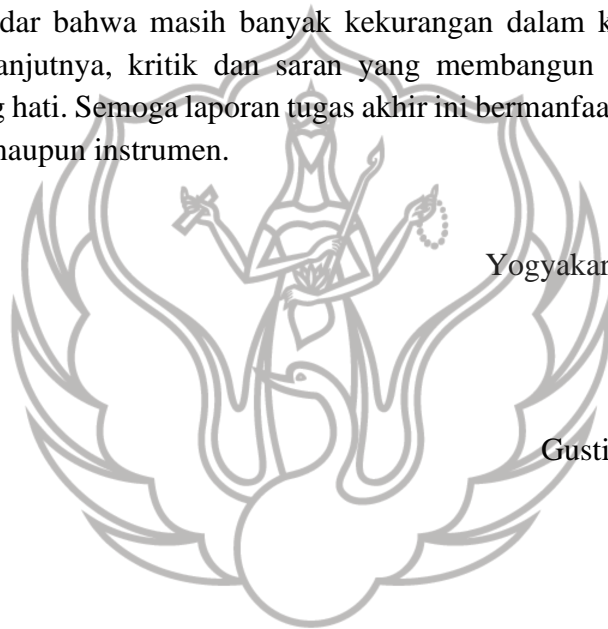 dar bahwa masih banyak kekurangan dalam k
anjutnya, kritik dan saran yang membangun
hati. Semoga laporan tugas akhir ini bermanfaa
maupun instrumen.
Yogyakar
Gusti